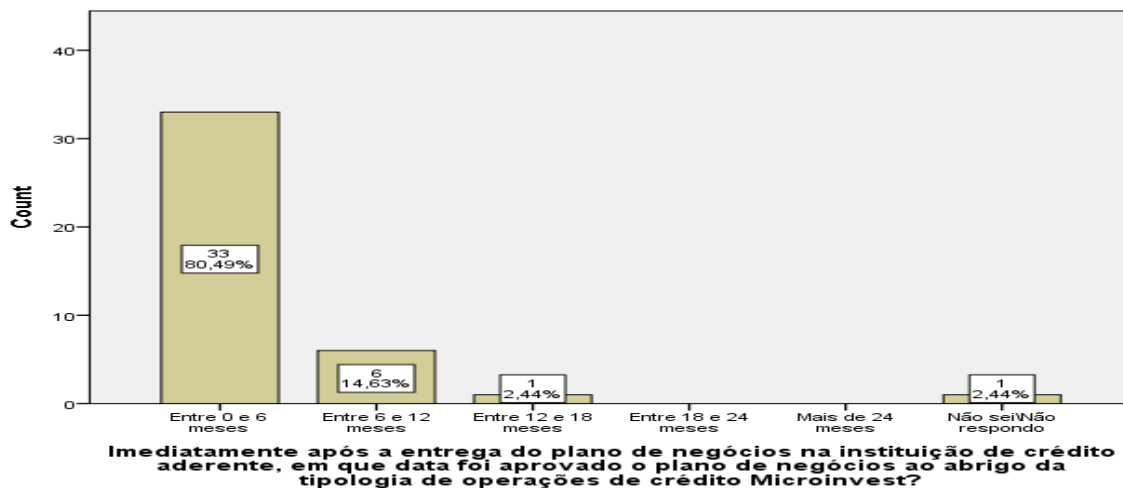 40
30
20
10
0
Count
33
80,49%
6
14,63%
1
2,44%
1
2,44%
Entre 0 e 6
meses
Entre 6 e 12
meses
Entre 12 e 18
meses
Entre 18 e 24
meses
Mais de 24
meses
Não sei\Não
respondo
Imediatamente após a entrega do plano de negócios na instituição de crédito
aderente, em que data foi aprovado o plano de negócios ao abrigo da
tipologia de operações de crédito Microinvest?